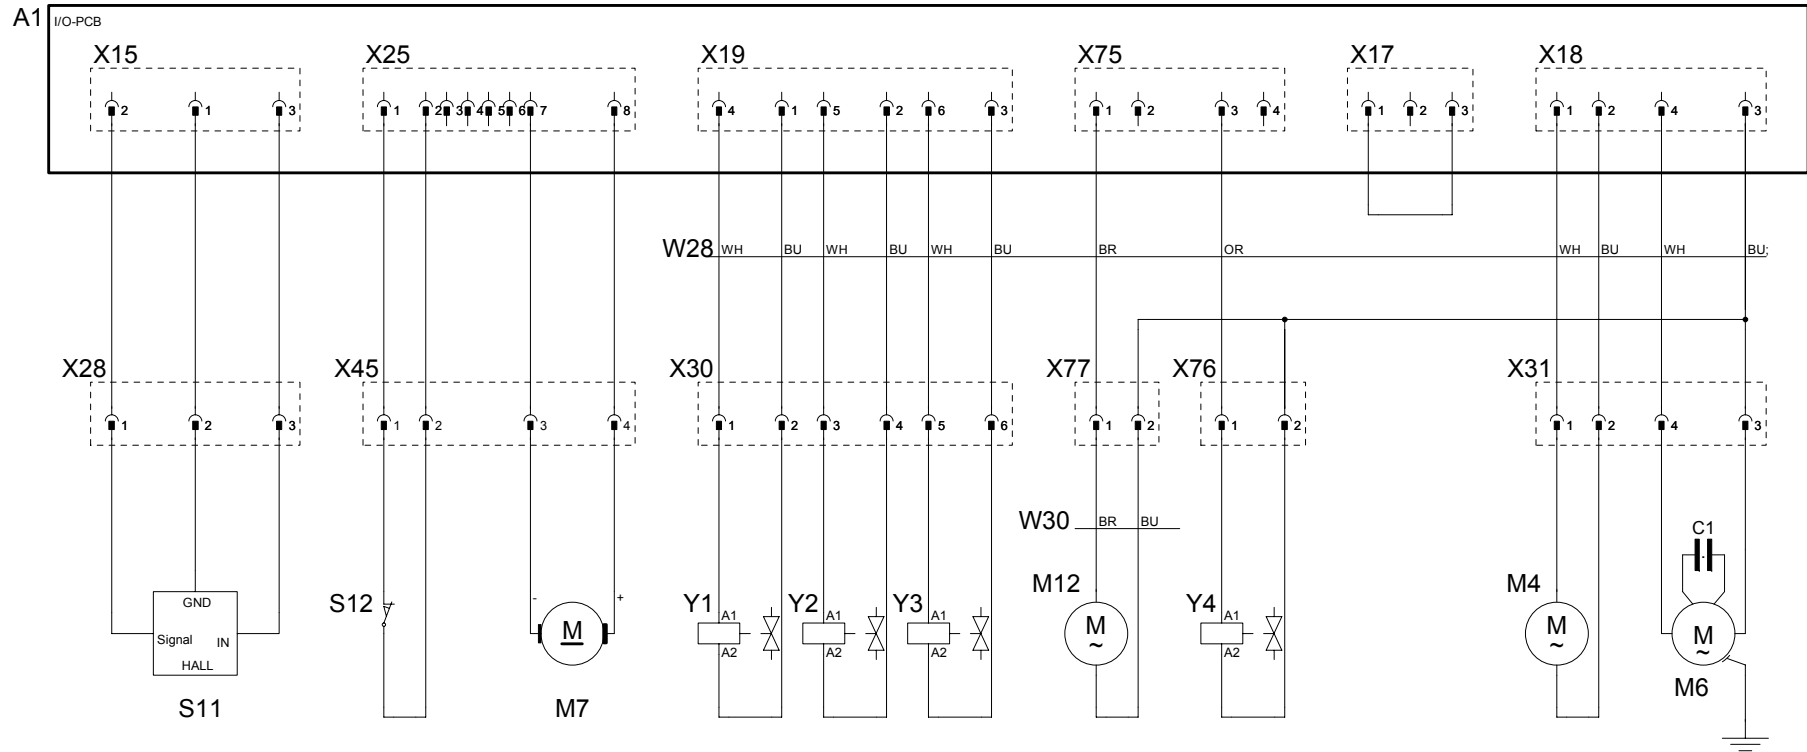 A1 I/O-PCB
X15 X25 X19 X75 X17 X18
2 1 3 1 2 3 4 5 6 7 8 4 1 5 2 6 3 1 2 3 4 1 2 3 1 2 4 3
W28 WH BU WH BU WH BU BR OR WH BU WH BU;
X28 X45 X30 X77 X76 X31
1 2 3 1 2 3 4 1 2 3 4 5 6 1 2 1 2 1 2 4 3
W30 BR BU
C1
GND
S12 - + Y1 A1 Y2 A1 Y3 A1 M12 Y4 A1 M4
Signal IN M M ~ M ~ M ~
A2 A2 A2 A2
HALL
S11 M7 M6